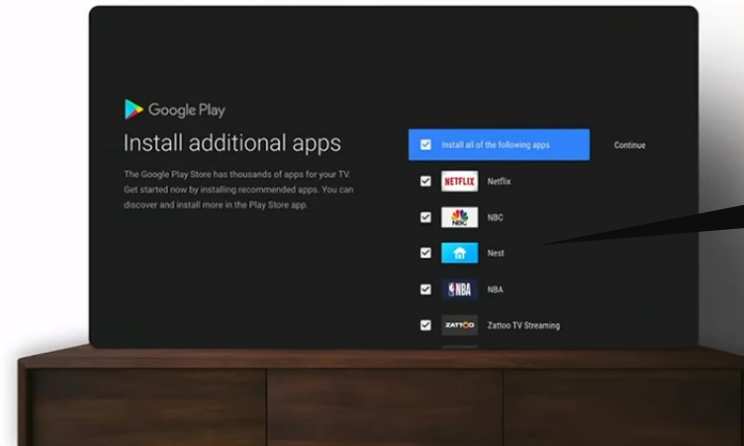 Google Play
Install additional apps
The Google Play Store has thousands of apps for your TV.
Get started now by installing recommended apps. You can
discover and install more in the Play Store app.
Install all of the following apps
Continue
NETFLIX Netflix
NBC NBC
Nest
NBA NBA
ZATTOO Zattoo TV Streaming